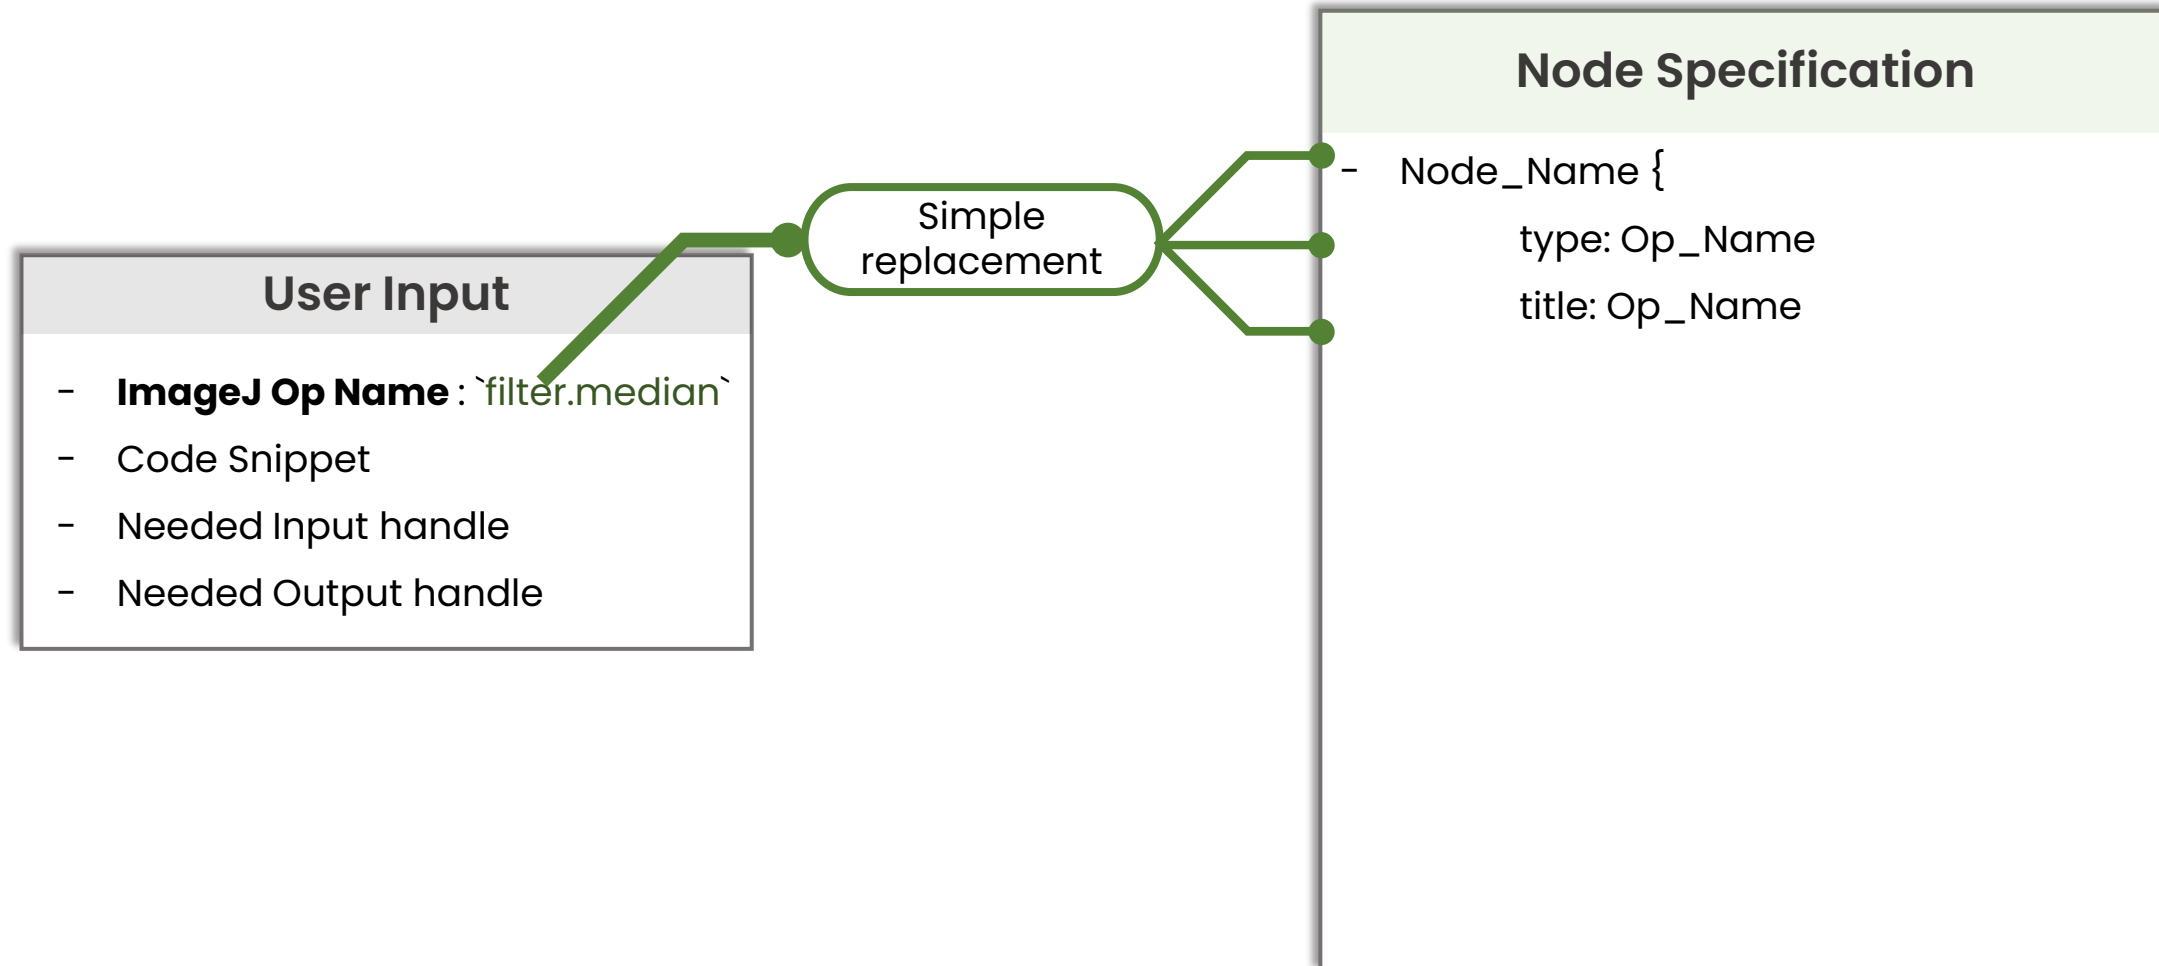 Node Specification
- Node_Name {
type: Op_Name
title: Op_Name
Simple
replacement
User Input
- ImageJ Op Name : `filter.median`
- Code Snippet
- Needed Input handle
- Needed Output handle